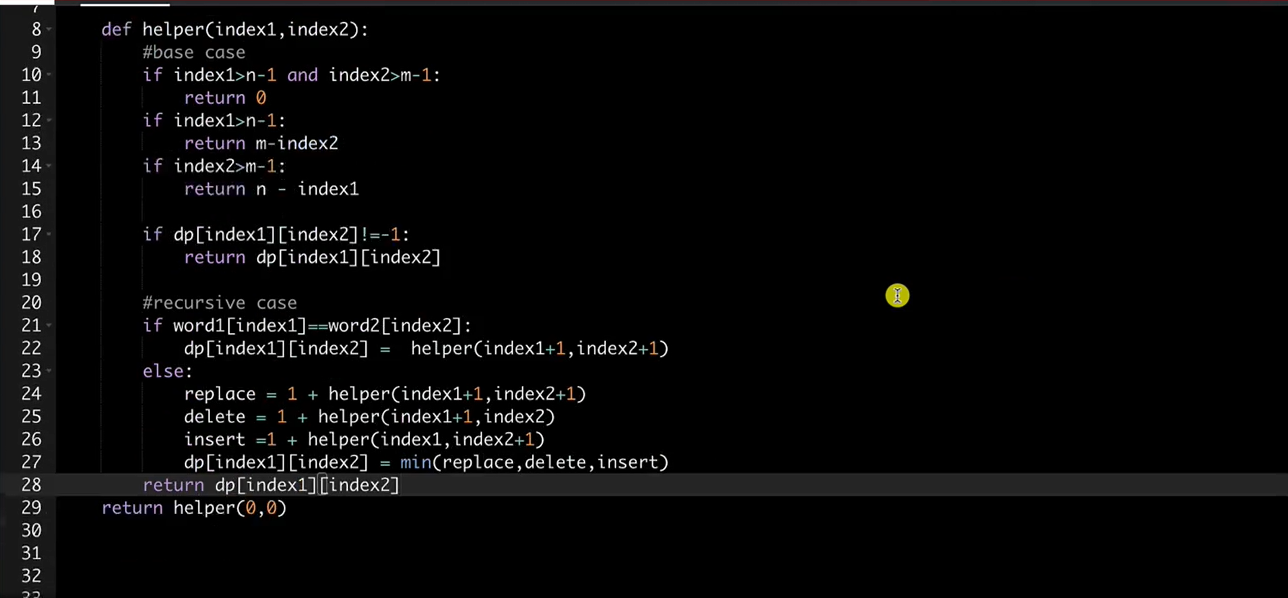 8 def helper(index1,index2):
9 #base case
10 if index1>n-1 and index2>m-1:
11 return 0
12 if index1>n-1:
13 return m-index2
14 if index2>m-1:
15 return n - index1
16
17 if dp[index1][index2]!=-1:
18 return dp[index1][index2]
19
20 #recursive case
21 if word1[index1]==word2[index2]:
22 dp[index1][index2] =  helper(index1+1,index2+1)
23 else:
24 replace = 1 + helper(index1+1,index2+1)
25 delete = 1 + helper(index1+1,index2)
26 insert =1 + helper(index1,index2+1)
27 dp[index1][index2] = min(replace,delete,insert)
28 return dp[index1][index2]
29 return helper(0,0)
30
31
32